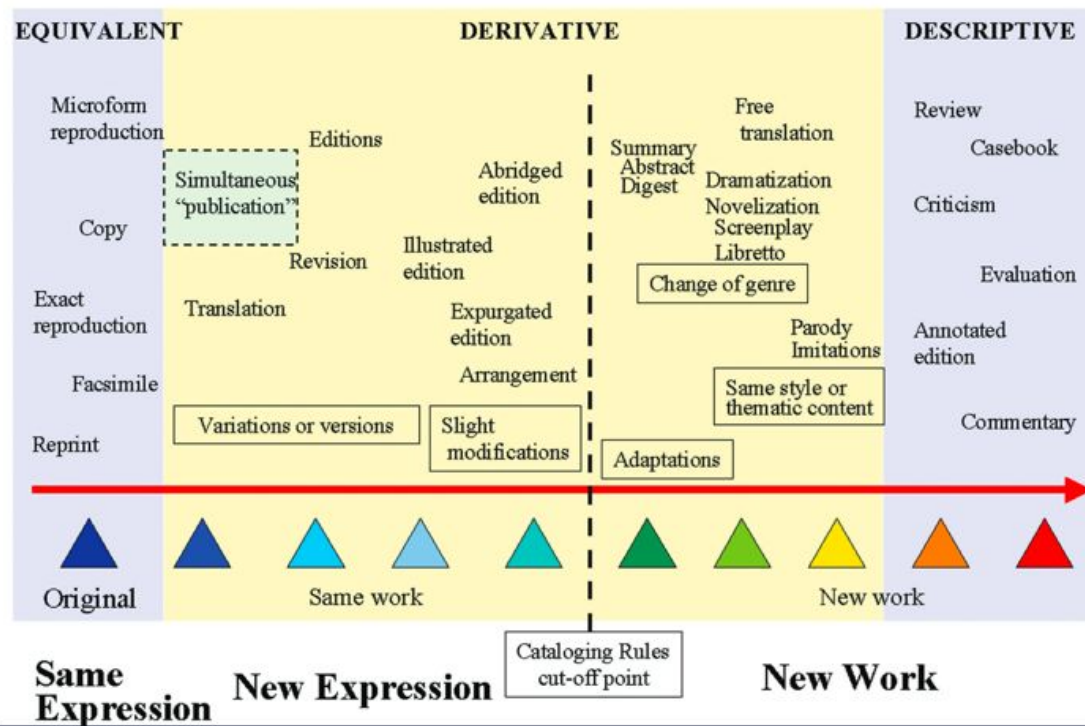 EQUIVALENT
DERIVATIVE
DESCRIPTIVE
Microform
reproduction
Copy
Exact
reproduction
Facsimile
Reprint
Simultaneous
“publication”
Editions
Abridged
edition
Revision
Illustrated
edition
Translation
Expurgated
edition
Arrangement
Variations or versions
Slight
modifications
Free
translation
Summary
Abstract
Digest
Dramatization
Novelization
Screenplay
Libretto
Change of genre
Parody
Imitations
Same style or
thematic content
Adaptations
Review
Casebook
Criticism
Evaluation
Annotated
edition
Commentary
Original
Same work
New work
Same
Expression
New Expression
Cataloging Rules
cut-off point
New Work